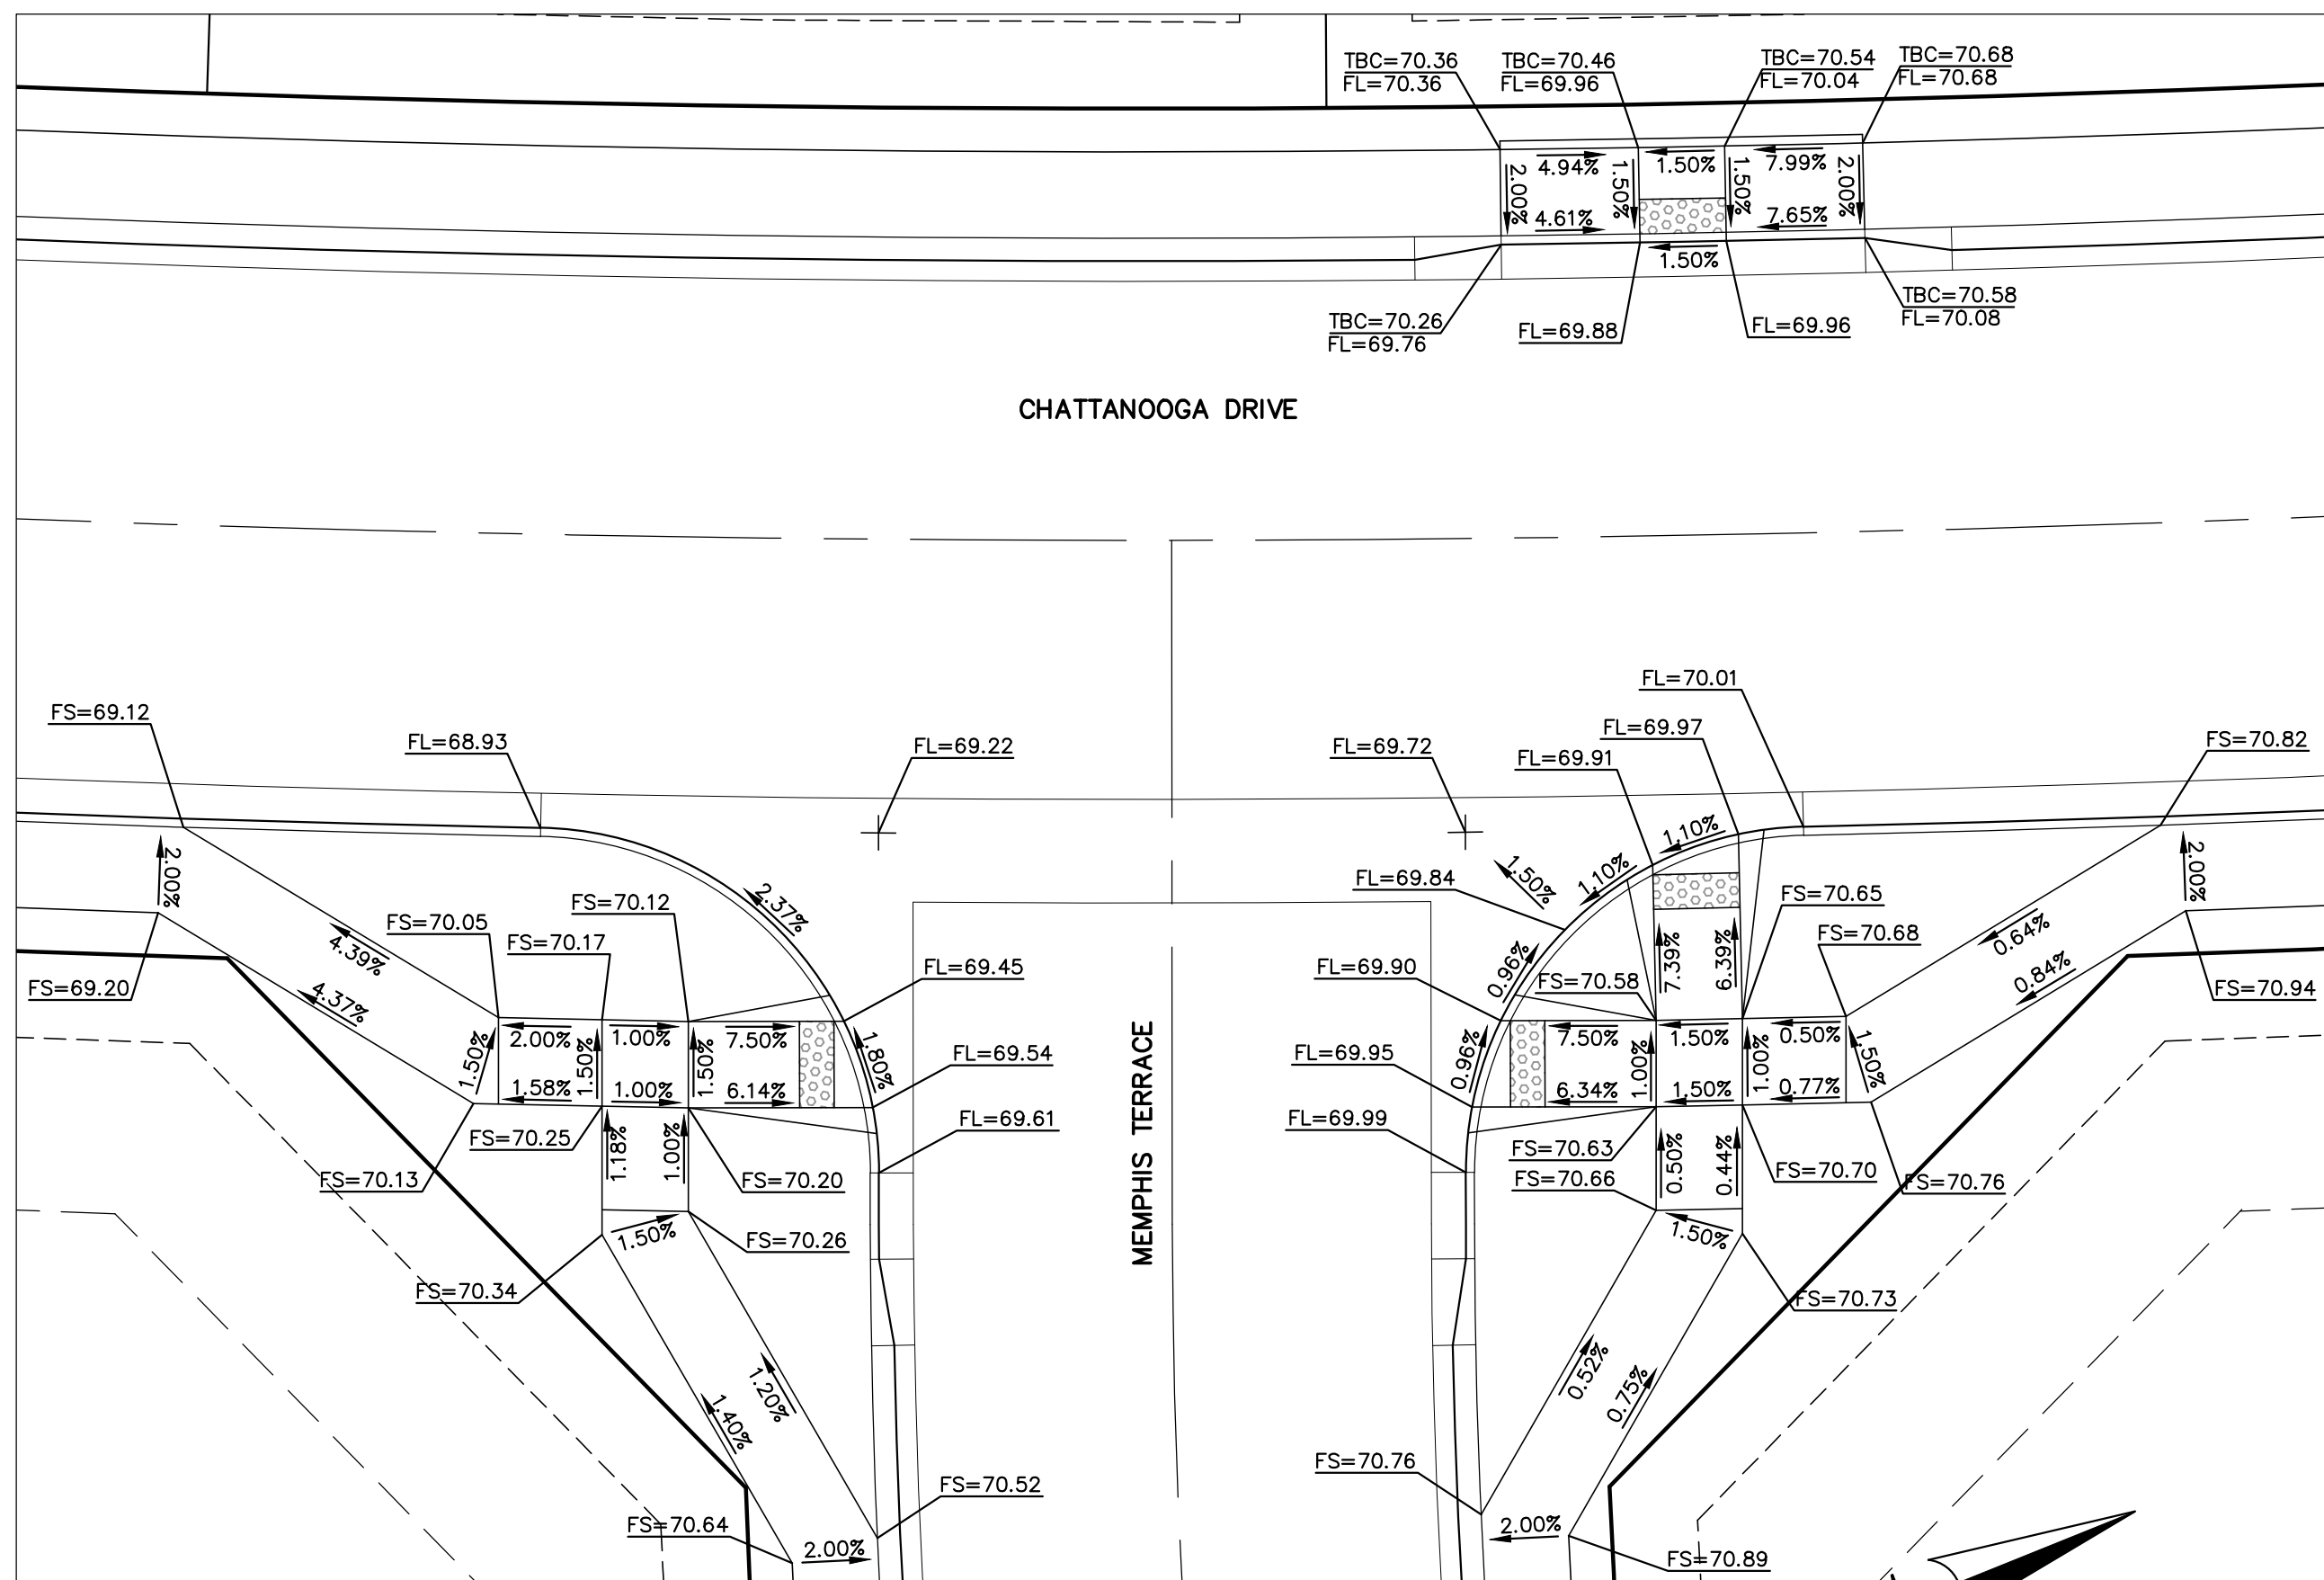 TBC=70.36
FL=70.36
TBC=70.46
FL=69.96
TBC=70.54
FL=70.04
TBC=70.68
FL=70.68
4.94%
1.50%
7.99%
2.00%
1.50%
1.50%
2.00%
4.61%
7.65%
1.50%
TBC=70.26
FL=69.76
FL=69.88
FL=69.96
TBC=70.58
FL=70.08
CHATTANOOGA DRIVE
FS=69.12
FL=68.93
FL=69.22
FL=69.72
FL=69.91
FL=69.97
FL=70.01
FS=70.82
2.00%
4.39%
4.37%
FS=69.20
FS=70.05
FS=70.17
FS=70.12
2.37%
FL=69.45
FL=69.54
FL=69.61
1.80%
1.50%
2.00%
1.50%
1.00%
1.50%
7.50%
1.58%
1.00%
6.14%
FS=70.13
FS=70.25
1.18%
1.00%
FS=70.20
1.50%
FS=70.26
FS=70.34
1.20%
1.40%
FS=70.52
FS=70.64
2.00%
MEMPHIS TERRACE
FL=69.84
1.50%
1.10%
1.10%
FL=69.90
0.96%
FS=70.58
7.39%
6.39%
FS=70.65
FS=70.68
0.64%
0.84%
2.00%
FS=70.94
FL=69.95
0.96%
7.50%
1.00%
1.50%
1.00%
0.50%
1.50%
6.34%
1.50%
0.77%
FL=69.99
FS=70.63
FS=70.66
0.50%
0.44%
FS=70.70
FS=70.76
1.50%
FS=70.73
0.52%
0.75%
FS=70.76
2.00%
FS=70.89